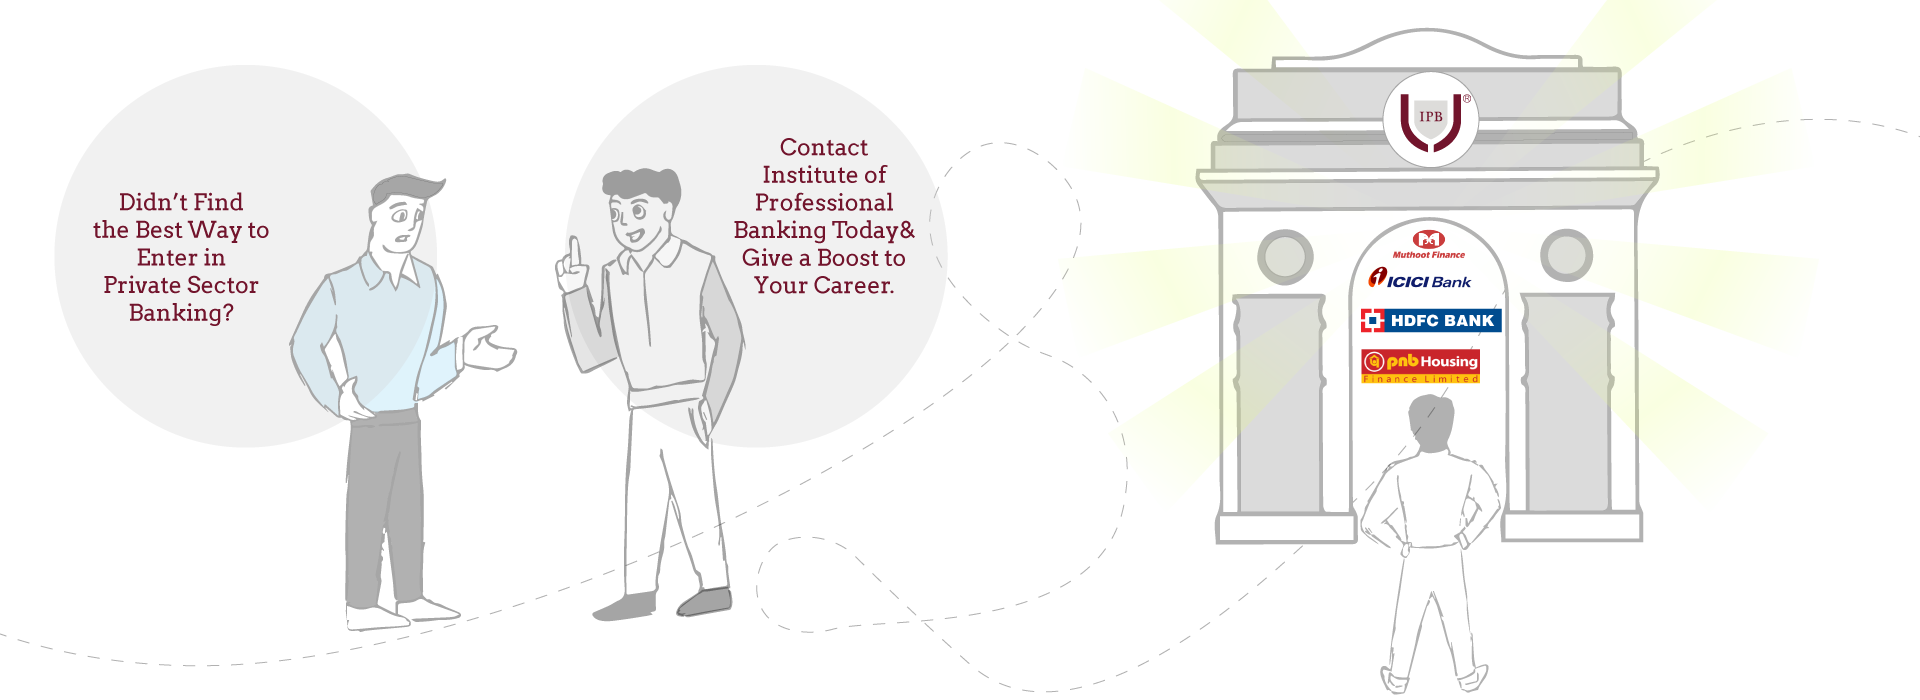 Didn’t Find
the Best Way to
Enter in
Private Sector
Banking?
Contact
Institute of
Professional
Banking Today&
Give a Boost to
Your Career.
IPB ®
Muthoot Finance
ICICI Bank
HDFC BANK
pnb Housing
Finance Limited